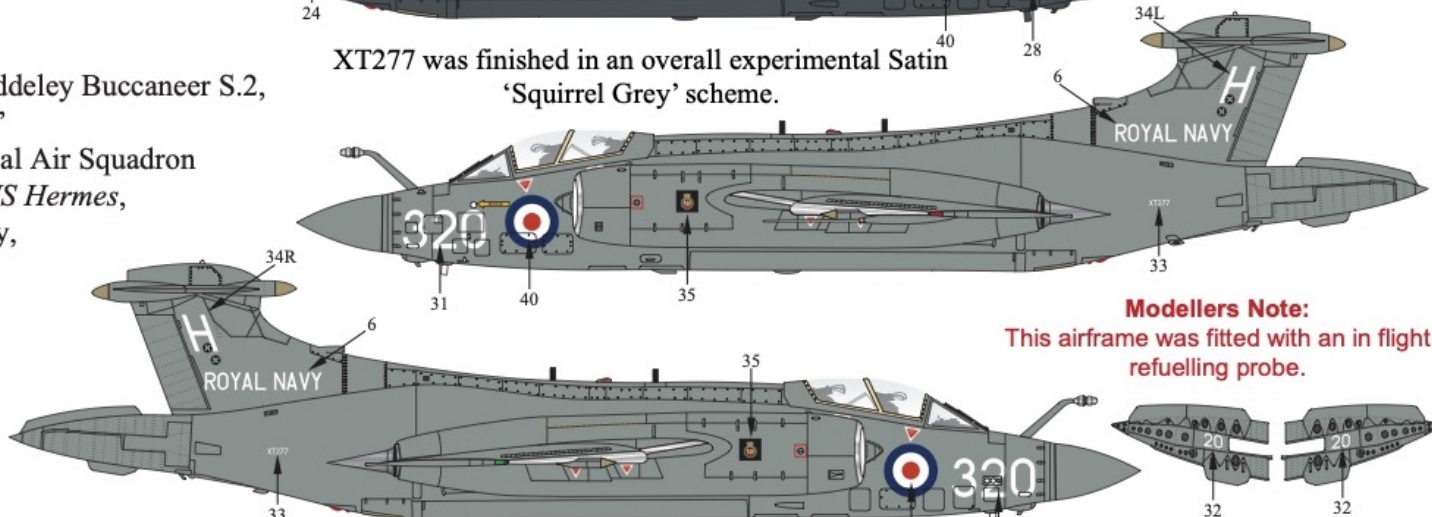 24
40
28
34L
XT277 was finished in an overall experimental Satin
‘Squirrel Grey’ scheme.
ddeley Buccaneer S.2,
’
al Air Squadron
S Hermes,
y,
6
H
ROYAL NAVY
320
XT277
31
40
35
33
34R
6
H
ROYAL NAVY
35
XT277
320
33
Modellers Note:
This airframe was fitted with an in flight
refuelling probe.
20
20
32
32